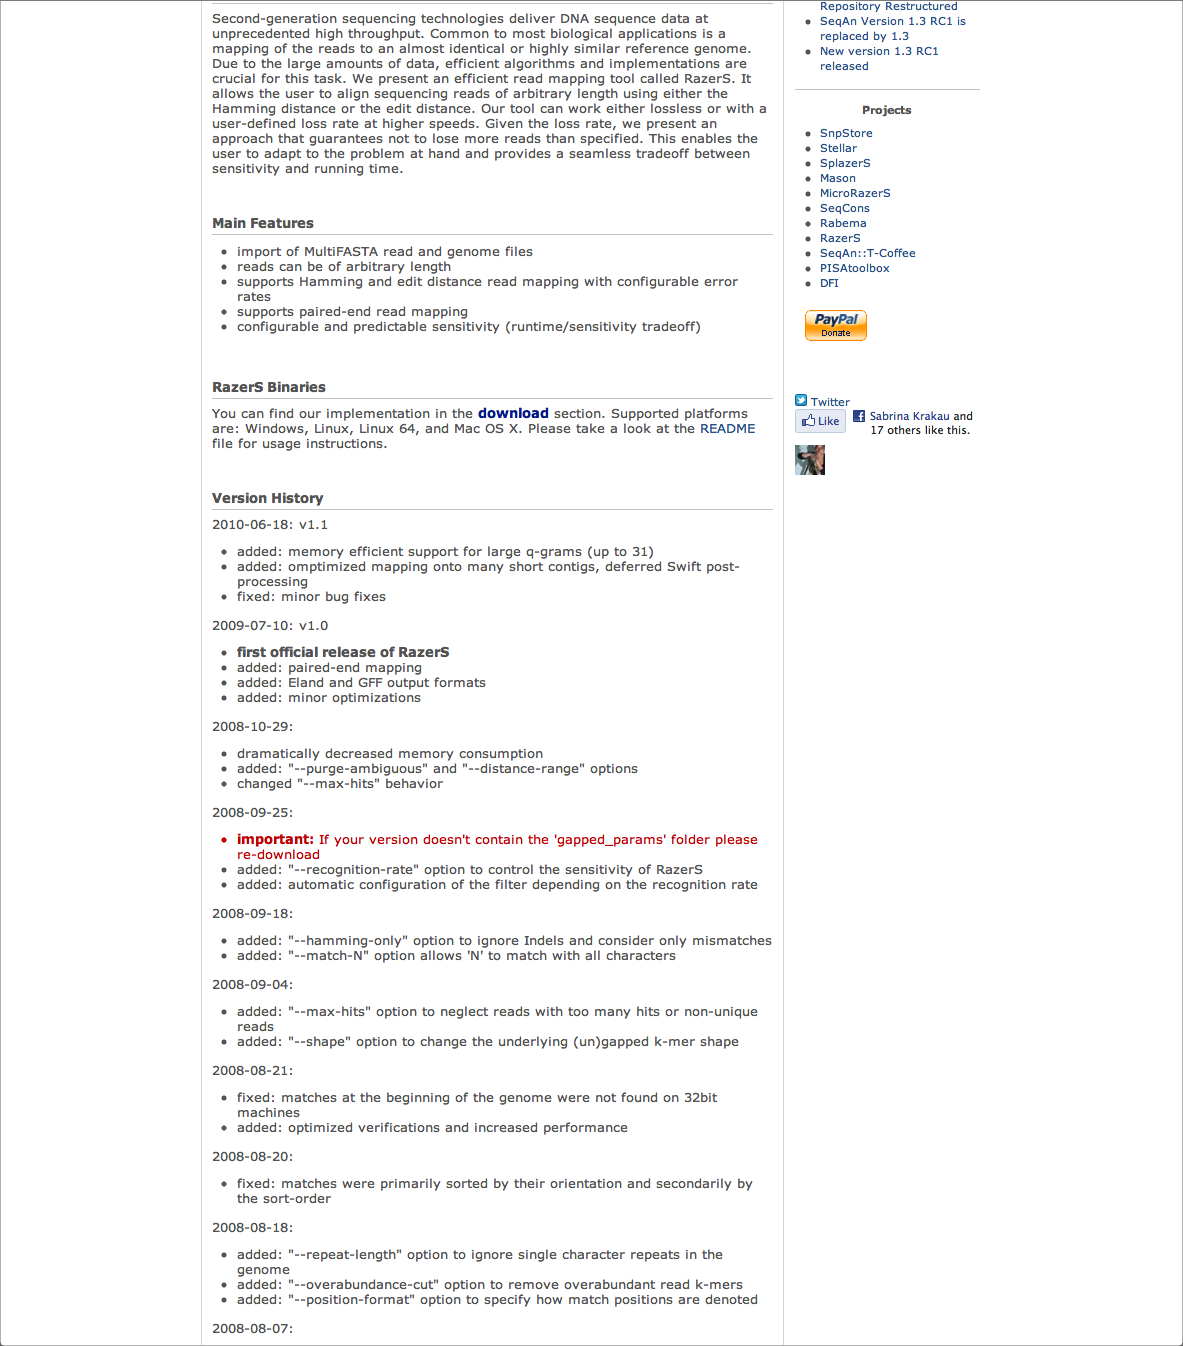 Second-generation sequencing technologies deliver DNA sequence data at
unprecedented high throughput. Common to most biological applications is a
mapping of the reads to an almost identical or highly similar reference genome.
Due to the large amounts of data, efficient algorithms and implementations are
crucial for this task. We present an efficient read mapping tool called RazerS. It
allows the user to align sequencing reads of arbitrary length using either the
Hamming distance or the edit distance. Our tool can work either lossless or with a
user-defined loss rate at higher speeds. Given the loss rate, we present an
approach that guarantees not to lose more reads than specified. This enables the
user to adapt to the problem at hand and provides a seamless tradeoff between
sensitivity and running time.
Main Features
• import of MultiFASTA read and genome files
• reads can be of arbitrary length
• supports Hamming and edit distance read mapping with configurable error
rates
• supports paired-end read mapping
• configurable and predictable sensitivity (runtime/sensitivity tradeoff)
RazerS Binaries
You can find our implementation in the download section. Supported platforms
are: Windows, Linux, Linux 64, and Mac OS X. Please take a look at the README
file for usage instructions.
Version History
2010-06-18: v1.1
• added: memory efficient support for large q-grams (up to 31)
• added: omptimized mapping onto many short contigs, deferred Swift post-
processing
• fixed: minor bug fixes
2009-07-10: v1.0
• first official release of RazerS
• added: paired-end mapping
• added: Eland and GFF output formats
• added: minor optimizations
2008-10-29:
• dramatically decreased memory consumption
• added: "--purge-ambiguous" and "--distance-range" options
• changed "--max-hits" behavior
2008-09-25:
• important: If your version doesn't contain the 'gapped_params' folder please
re-download
• added: "--recognition-rate" option to control the sensitivity of RazerS
• added: automatic configuration of the filter depending on the recognition rate
2008-09-18:
• added: "--hamming-only" option to ignore Indels and consider only mismatches
• added: "--match-N" option allows 'N' to match with all characters
2008-09-04:
• added: "--max-hits" option to neglect reads with too many hits or non-unique
reads
• added: "--shape" option to change the underlying (un)gapped k-mer shape
2008-08-21:
• fixed: matches at the beginning of the genome were not found on 32bit
machines
• added: optimized verifications and increased performance
2008-08-20:
• fixed: matches were primarily sorted by their orientation and secondarily by
the sort-order
2008-08-18:
• added: "--repeat-length" option to ignore single character repeats in the
genome
• added: "--overabundance-cut" option to remove overabundant read k-mers
• added: "--position-format" option to specify how match positions are denoted
2008-08-07:
Repository Restructured
• SeqAn Version 1.3 RC1 is
replaced by 1.3
• New version 1.3 RC1
released
Projects
• SnpStore
• Stellar
• SplazerS
• Mason
• MicroRazerS
• SeqCons
• Rabema
• RazerS
• SeqAn::T-Coffee
• PISAtoolbox
• DFI
PayPal
Donate
Twitter
Like
Sabrina Krakau and
17 others like this.